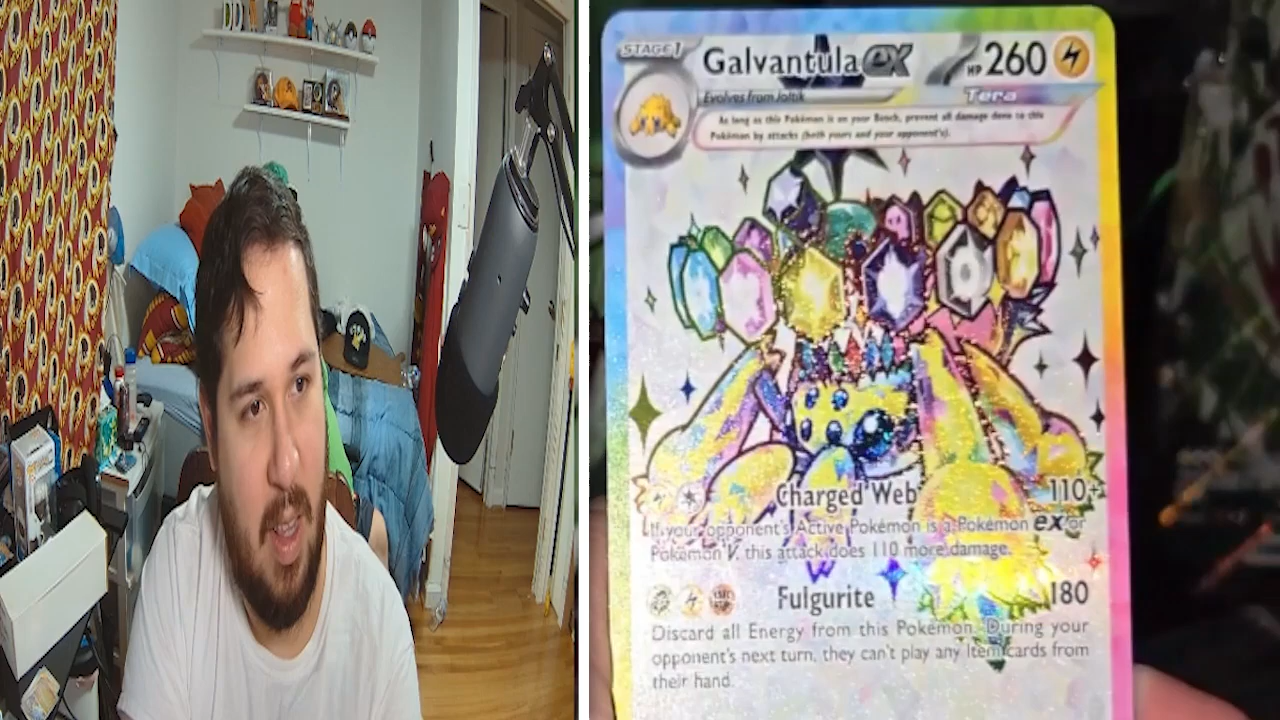 STAGE 1 Galvantula ex HP 260
Evolves from Joltik Tera
As long as this Pokémon is on your Bench, prevent all damage done to this
Pokémon by attacks (both yours and your opponent's).
Charged Web 110+
If your opponent's Active Pokémon is a Pokémon ex or
Pokémon V, this attack does 110 more damage.
Fulgurite 180
Discard all Energy from this Pokémon. During your
opponent's next turn, they can't play any Item cards from
their hand.